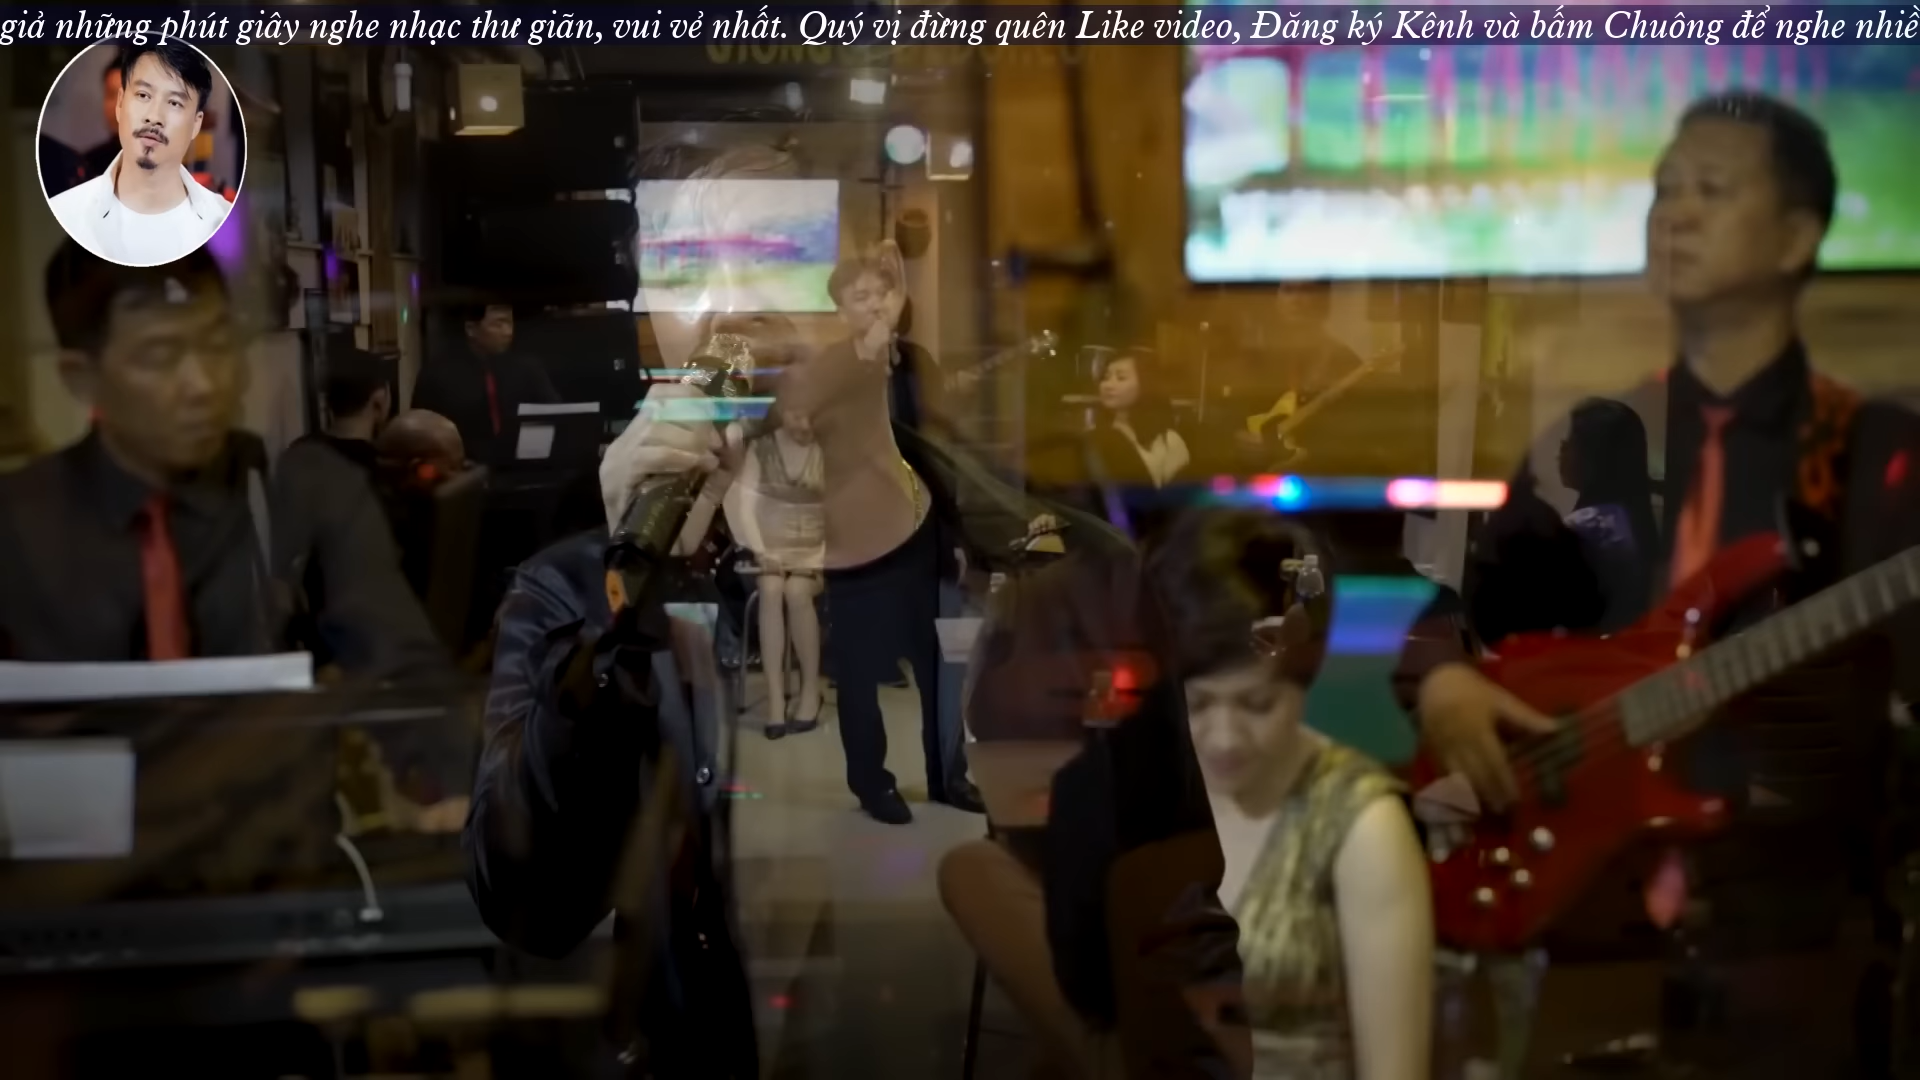 giả những phút giây nghe nhạc thư giãn, vui vẻ nhất. Quý vị đừng quên Like video, Đăng ký Kênh và bấm Chuông để nghe nhiề